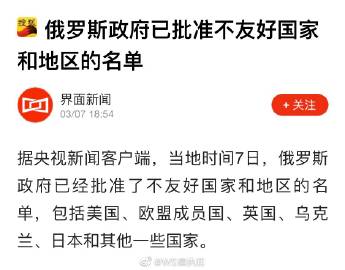 搜狐
俄罗斯政府已批准不友好国家
和地区的名单
界面新闻
03/07 18:54
+ 关注
据央视新闻客户端，当地时间7日，俄罗斯
政府已经批准了不友好国家和地区的名
单，包括美国、欧盟成员国、英国、乌克
兰、日本和其他一些国家。